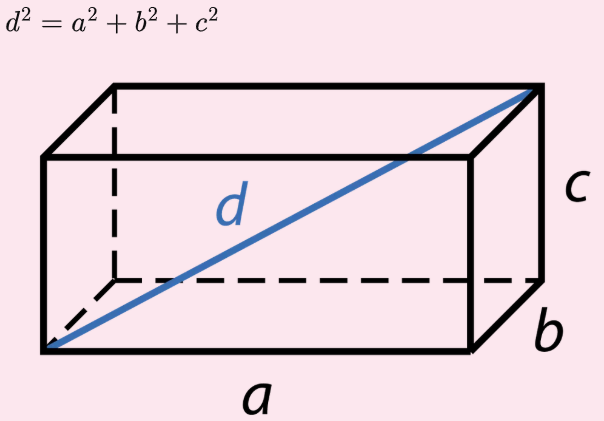 d² = a² + b² + c²
d
c
b
a